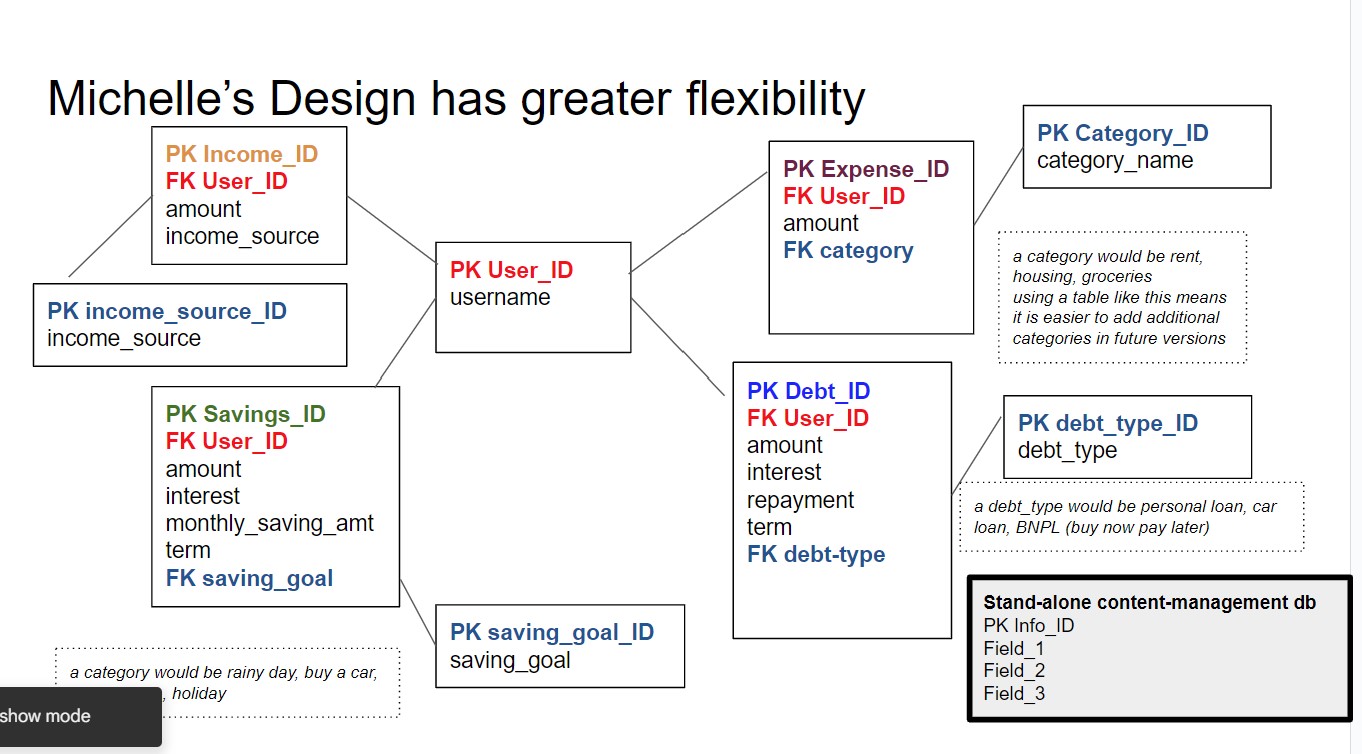 Michelle’s Design has greater flexibility
PK Income_ID
FK User_ID
amount
income_source
PK income_source_ID
income_source
PK User_ID
username
PK Savings_ID
FK User_ID
amount
interest
monthly_saving_amt
term
FK saving_goal
PK saving_goal_ID
saving_goal
a category would be rainy day, buy a car,
, holiday
show mode
PK Expense_ID
FK User_ID
amount
FK category
PK Category_ID
category_name
a category would be rent,
housing, groceries
using a table like this means
it is easier to add additional
categories in future versions
PK Debt_ID
FK User_ID
amount
interest
repayment
term
FK debt-type
PK debt_type_ID
debt_type
a debt_type would be personal loan, car
loan, BNPL (buy now pay later)
Stand-alone content-management db
PK Info_ID
Field_1
Field_2
Field_3